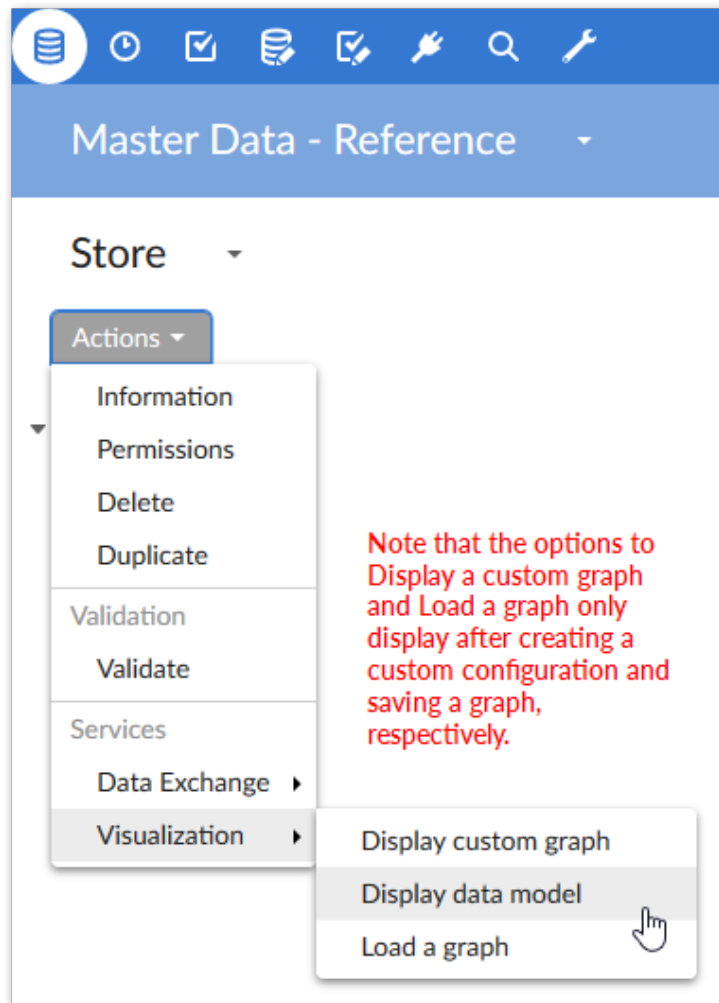 Master Data - Reference
Store
Actions
Information
Permissions
Delete
Duplicate
Validation
Validate
Services
Data Exchange
Visualization
Note that the options to
Display a custom graph
and Load a graph only
display after creating a
custom configuration and
saving a graph,
respectively.
Display custom graph
Display data model
Load a graph